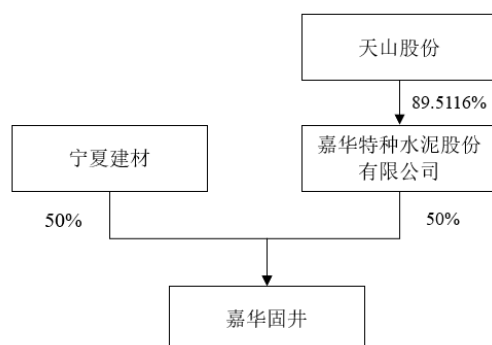 天山股份
89.5116%
宁夏建材
嘉华特种水泥股份
有限公司
50%
50%
嘉华固井